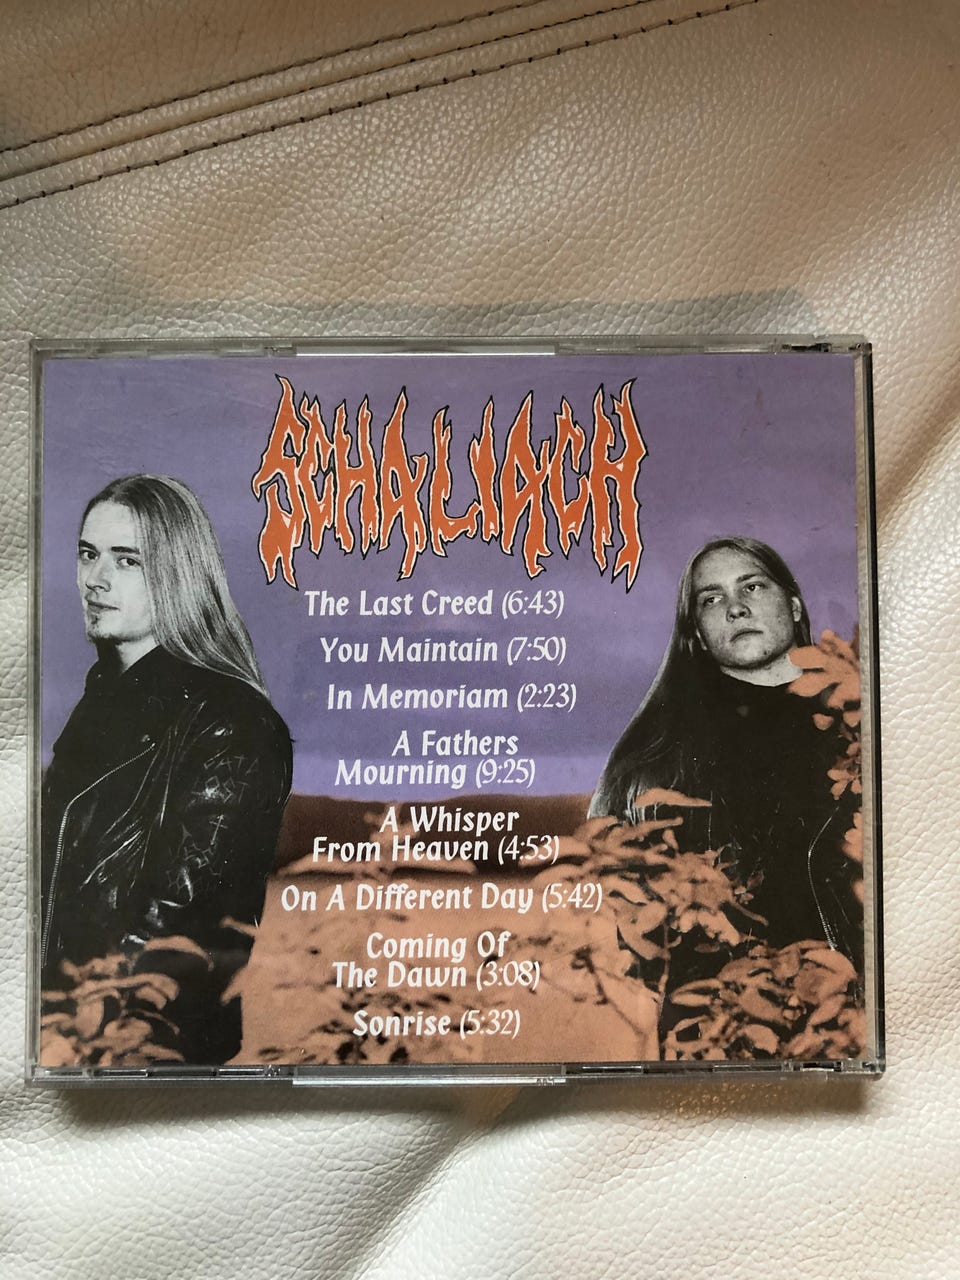 SCHALIACH
The Last Creed (6:43)
You Maintain (7:50)
In Memoriam (2:23)
A Fathers
Mourning (9:25)
A Whisper
From Heaven (4:53)
On A Different Day (5:42)
Coming Of
The Dawn (3:08)
Sonrise (5:32)